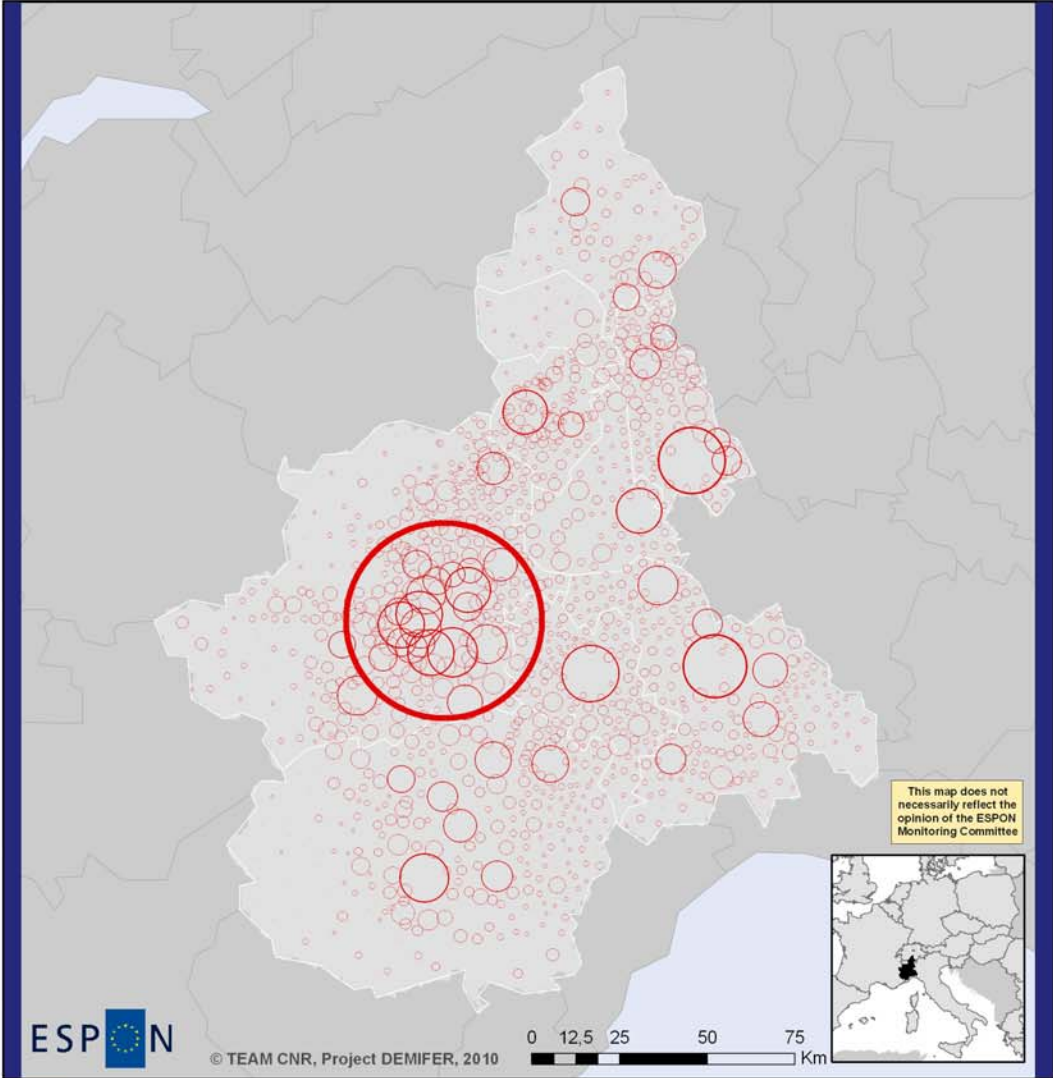 This map does not
necessarily reflect the
opinion of the ESPON
Monitoring Committee
ESPON
© TEAM CNR, Project DEMIFER, 2010
0 12,5 25 50 75
Km